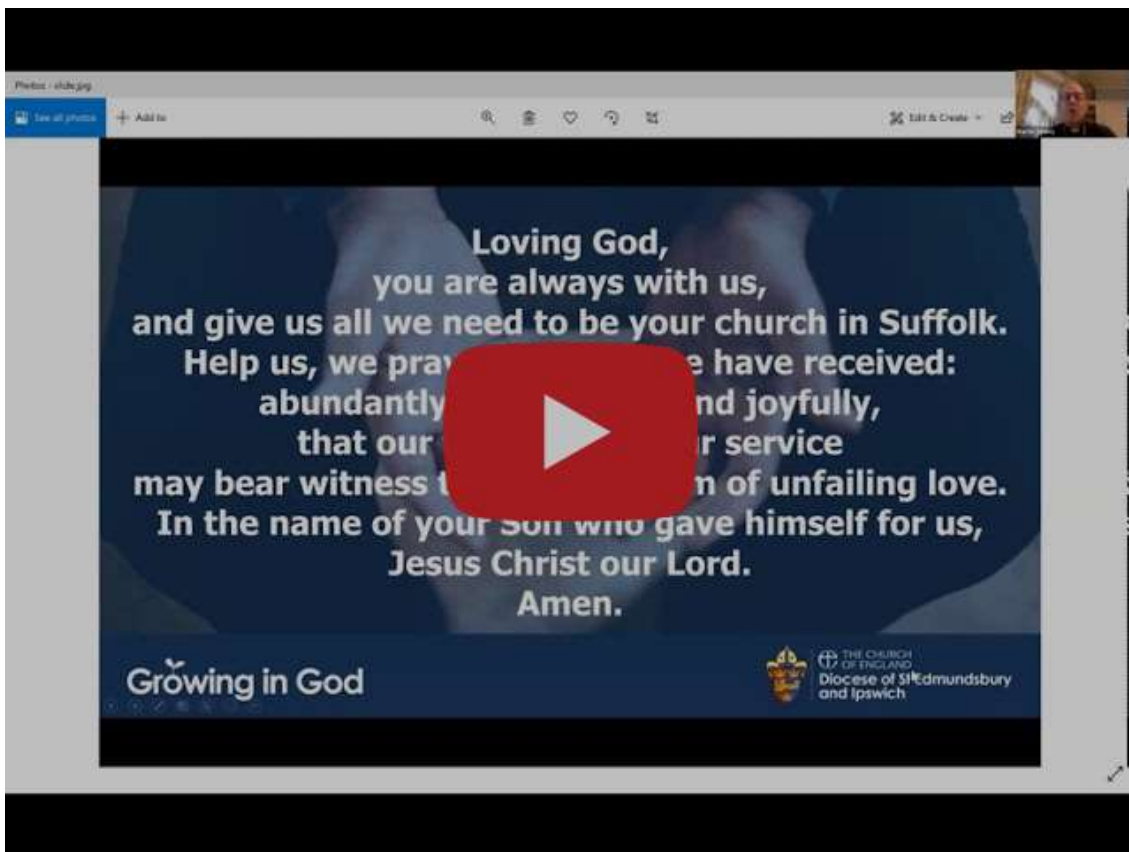 Photos - slide.jpg
See all photos
Add to
Edit & Create
Loving God,
you are always with us,
and give us all we need to be your church in Suffolk.
Help us, we pray have received:
abundantly joyfully,
that our service
may bear witness of unfailing love.
In the name of your Son who gave himself for us,
Jesus Christ our Lord.
Amen.
Growing in God
THE CHURCH
OF ENGLAND
Diocese of St Edmundsbury
and Ipswich